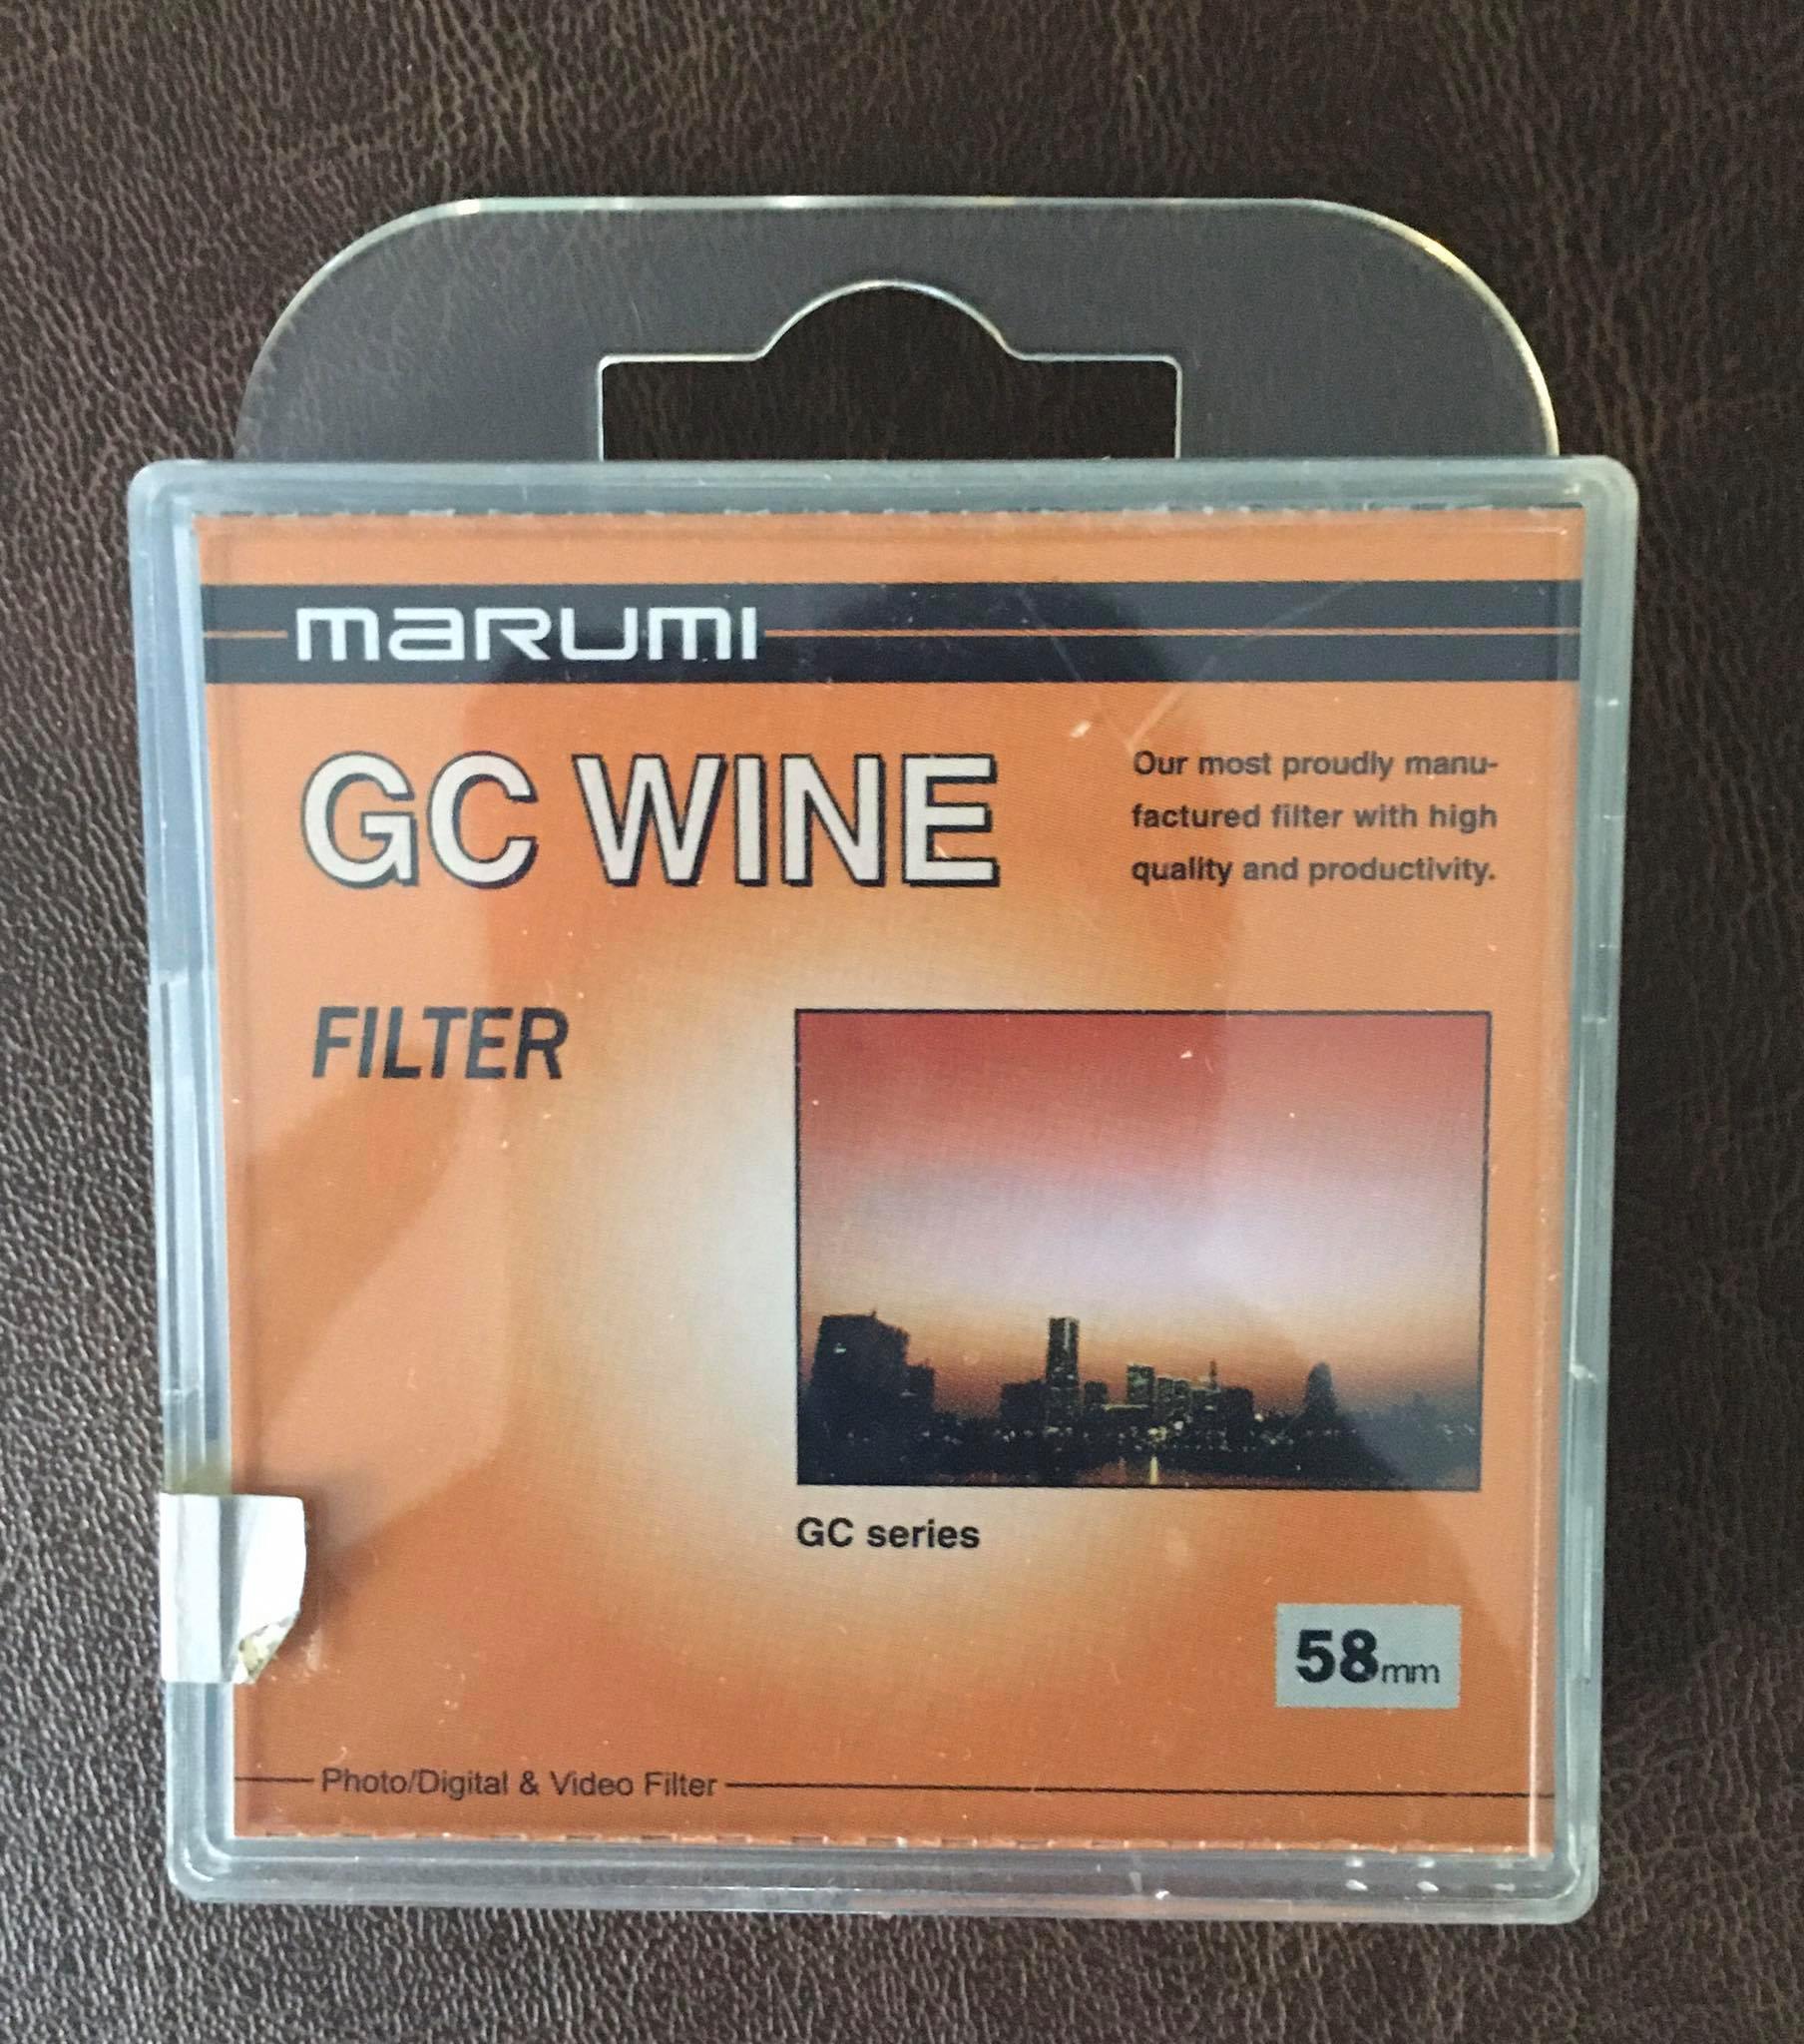 marumi
GC WINE
Our most proudly manu-
factured filter with high
quality and productivity.
FILTER
GC series
58mm
Photo/Digital & Video Filter